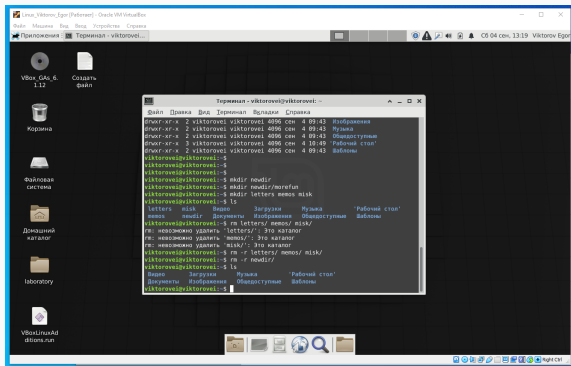 Linux_Viktorov_Egor [Работает] - Oracle VM VirtualBox
Файл Машина Вид Ввод Устройства Справка
Приложения Терминал - viktorovei... Сб 04 сен, 13:19 Viktorov Egor
VBox_GAs_6.
1.12
Создать
файл
Корзина
Файловая
система
Домашний
каталог
laboratory
VBoxLinuxAd
ditions.run
Терминал - viktorovei@viktorovei: ~
Файл Правка Вид Терминал Вкладки Справка
drwxr-xr-x 2 viktorovei viktorovei 4096 сен 4 09:43 Изображения
drwxr-xr-x 2 viktorovei viktorovei 4096 сен 4 09:43 Музыка
drwxr-xr-x 2 viktorovei viktorovei 4096 сен 4 09:43 Общедоступные
drwxr-xr-x 3 viktorovei viktorovei 4096 сен 4 10:49 'Рабочий стол'
drwxr-xr-x 2 viktorovei viktorovei 4096 сен 4 09:43 Шаблоны
viktorovei@viktorovei:~$
viktorovei@viktorovei:~$
viktorovei@viktorovei:~$ mkdir newdir
viktorovei@viktorovei:~$ mkdir newdir/morefun
viktorovei@viktorovei:~$ mkdir letters memos misk
viktorovei@viktorovei:~$ ls
letters misk Видео Загрузки Музыка 'Рабочий стол'
memos newdir Документы Изображения Общедоступные Шаблоны
viktorovei@viktorovei:~$ rm letters/ memos/ misk/
rm: невозможно удалить 'letters/': Это каталог
rm: невозможно удалить 'memos/': Это каталог
rm: невозможно удалить 'misk/': Это каталог
viktorovei@viktorovei:~$ rm -r letters/ memos/ misk/
viktorovei@viktorovei:~$ rm -r newdir/
viktorovei@viktorovei:~$ ls
Видео Загрузки Музыка 'Рабочий стол'
Документы Изображения Общедоступные Шаблоны
viktorovei@viktorovei:~$
Right Ctrl